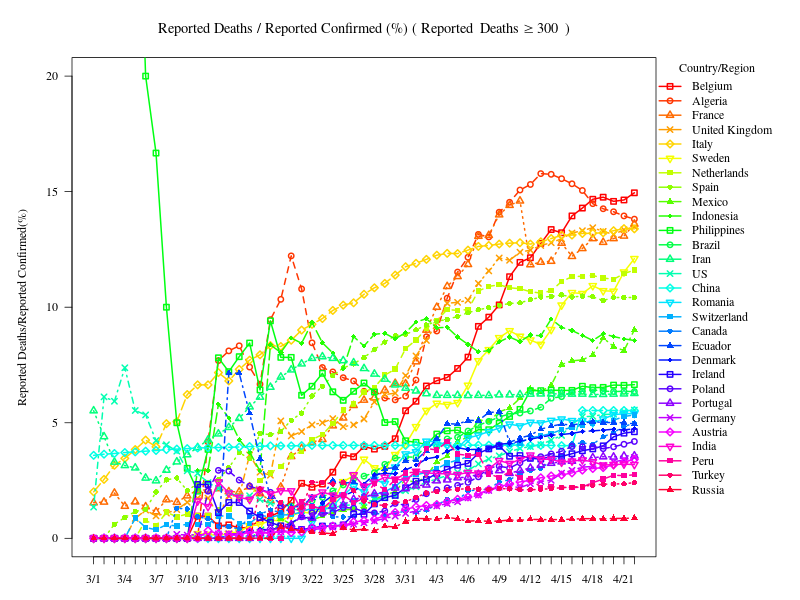 Reported Deaths / Reported Confirmed (%) ( Reported Deaths ≥ 300 )
Reported Deaths/Reported Confirmed(%)
20
15
10
5
0
3/1 3/4 3/7 3/10 3/13 3/16 3/19 3/22 3/25 3/28 3/31 4/3 4/6 4/9 4/12 4/15 4/18 4/21
Country/Region
Belgium
Algeria
France
United Kingdom
Italy
Sweden
Netherlands
Spain
Mexico
Indonesia
Philippines
Brazil
Iran
US
China
Romania
Switzerland
Canada
Ecuador
Denmark
Ireland
Poland
Portugal
Germany
Austria
India
Peru
Turkey
Russia